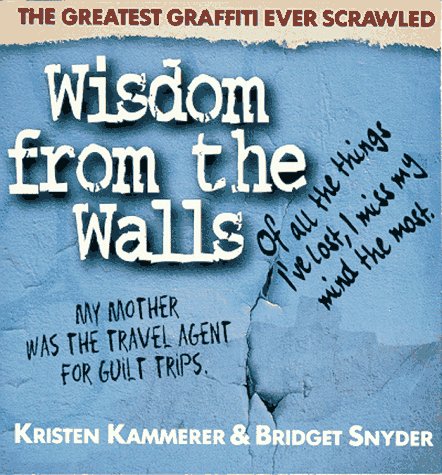 THE GREATEST GRAFFITI EVER SCRAWLED
Wisdom
from the
Walls
Of all the things
I've lost, I miss my
mind the most.
MY MOTHER
WAS THE TRAVEL AGENT
FOR GUILT TRIPS.
KRISTEN KAMMERER & BRIDGET SNYDER